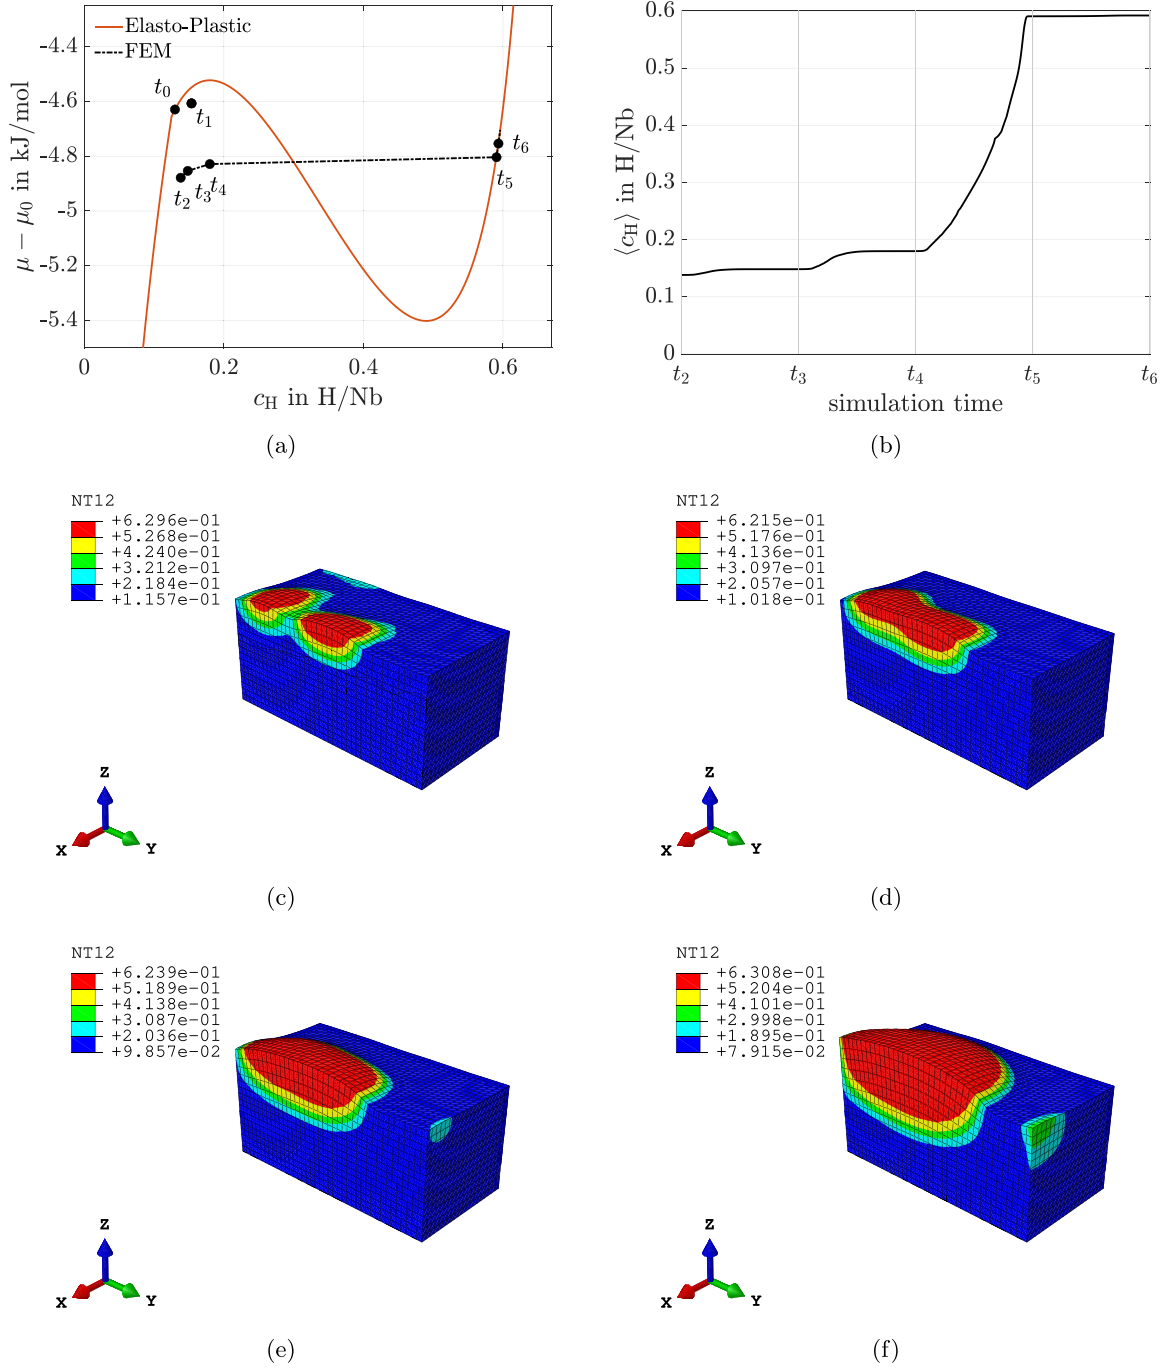 Elasto-Plastic
FEM
-4.4
-4.6
-4.8
-5
-5.2
-5.4
μ − μ₀ in kJ/mol
t₀
t₁
t₂
t₃
t₄
t₅
t₆
0
0.2
0.4
0.6
c_H in H/Nb
(a)
0.6
0.5
0.4
0.3
0.2
0.1
0
⟨c_H⟩ in H/Nb
t₂
t₃
t₄
t₅
t₆
simulation time
(b)
NT12
+6.296e-01
+5.268e-01
+4.240e-01
+3.212e-01
+2.184e-01
+1.157e-01
Z
X
Y
(c)
NT12
+6.215e-01
+5.176e-01
+4.136e-01
+3.097e-01
+2.057e-01
+1.018e-01
Z
X
Y
(d)
NT12
+6.239e-01
+5.189e-01
+4.138e-01
+3.087e-01
+2.036e-01
+9.857e-02
Z
X
Y
(e)
NT12
+6.308e-01
+5.204e-01
+4.101e-01
+2.998e-01
+1.895e-01
+7.915e-02
Z
X
Y
(f)